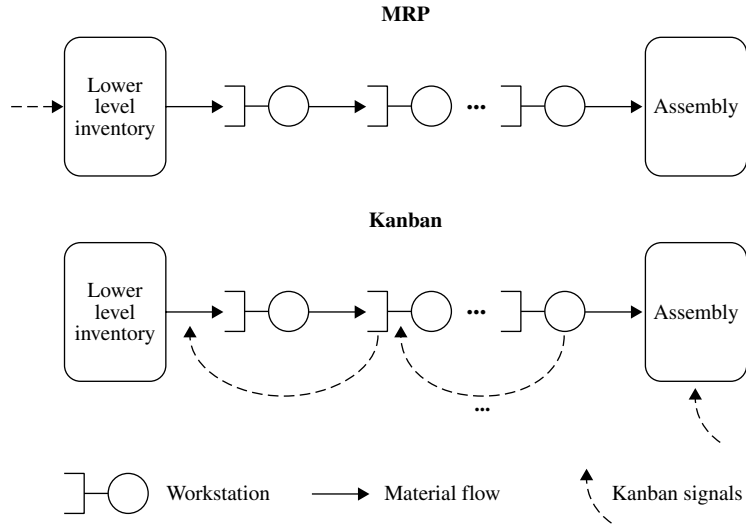 MRP
Lower
level
inventory
...
Assembly
Kanban
Lower
level
inventory
...
Assembly
...
Workstation
Material flow
Kanban signals